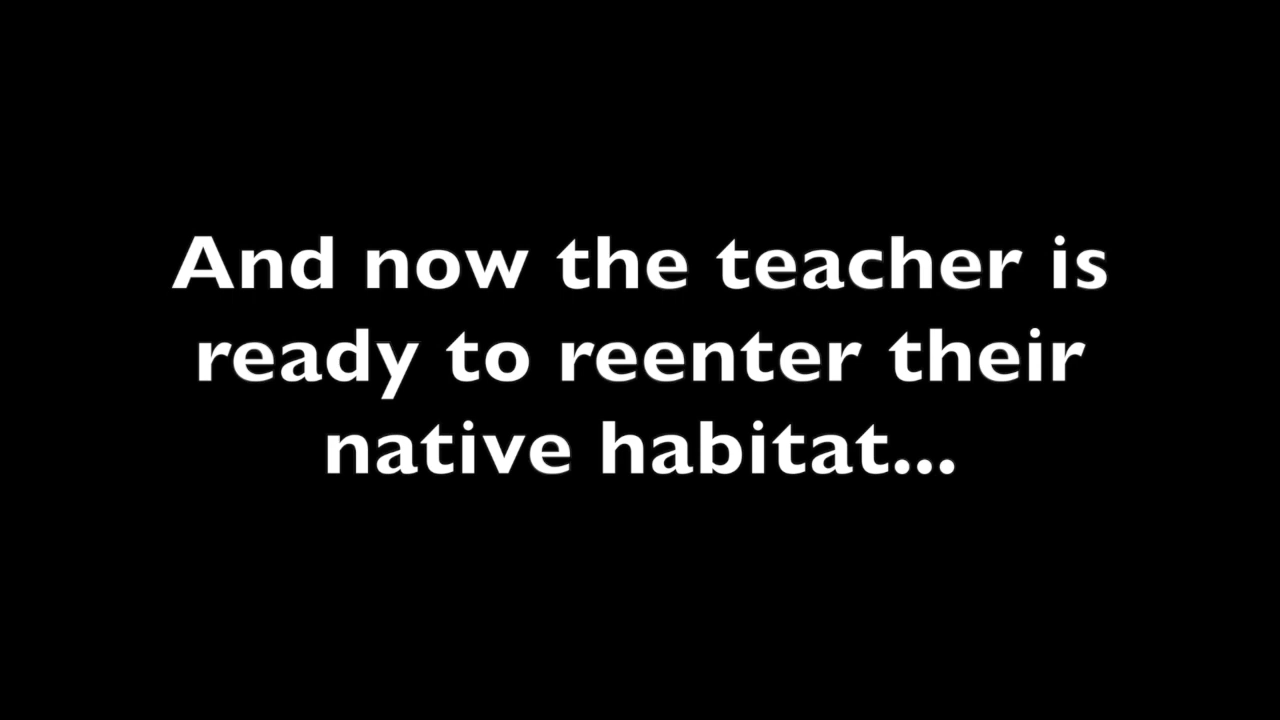 And now the teacher is
ready to reenter their
native habitat...